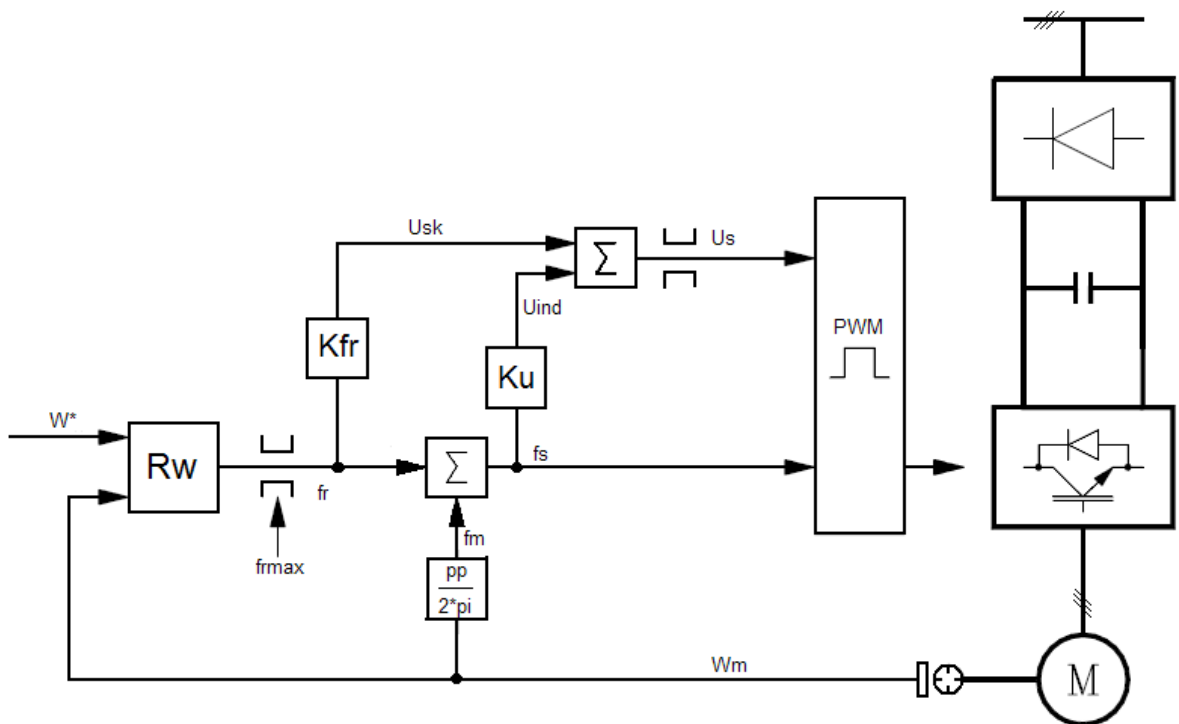 Usk
Us
Σ
Uind
PWM
Kfr
Ku
W*
Rw
fr
Σ
fs
fm
frmax
pp
2*pi
Wm
M